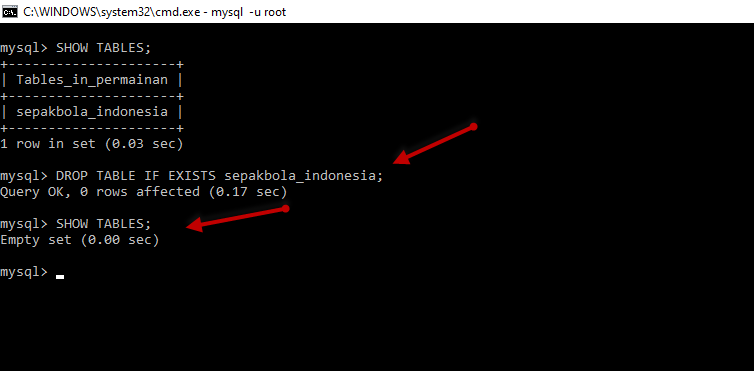 C:\WINDOWS\system32\cmd.exe - mysql  -u root
mysql> SHOW TABLES;
+---------------------+
| Tables_in_permainan |
+---------------------+
| sepakbola_indonesia |
+---------------------+
1 row in set (0.03 sec)
mysql> DROP TABLE IF EXISTS sepakbola_indonesia;
Query OK, 0 rows affected (0.17 sec)
mysql> SHOW TABLES;
Empty set (0.00 sec)
mysql>